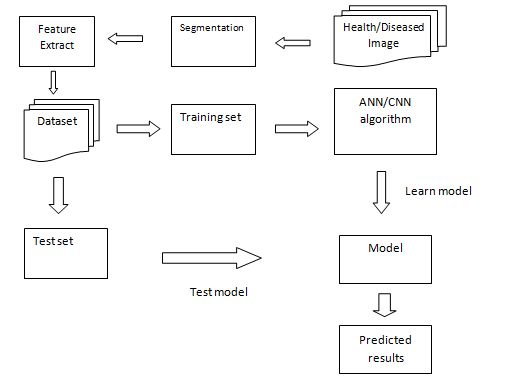 Feature
Extract
Segmentation
Health/Diseased
Image
Dataset
Training set
ANN/CNN
algorithm
Learn model
Test set
Test model
Model
Predicted
results